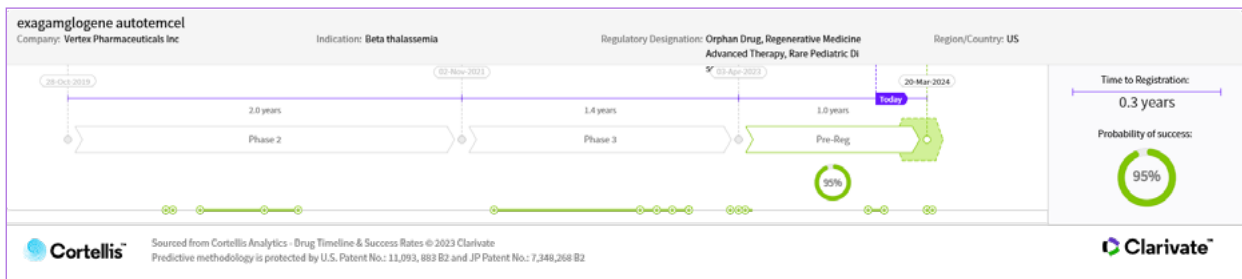 exagamglogene autotemcel
Company: Vertex Pharmaceuticals Inc
Indication: Beta thalassemia
Regulatory Designation: Orphan Drug, Regenerative Medicine
Advanced Therapy, Rare Pediatric Di
Region/Country: US
28-Oct-2019
02-Nov-2021
03-Apr-2023
20-Mar-2024
Today
2.0 years
1.4 years
1.0 years
Phase 2
Phase 3
Pre-Reg
95%
Time to Registration:
0.3 years
Probability of success:
95%
Cortellis™
Sourced from Cortellis Analytics - Drug Timeline & Success Rates © 2023 Clarivate
Predictive methodology is protected by U.S. Patent No.: 11,093, 883 B2 and JP Patent No.: 7,348,268 B2
Clarivate™